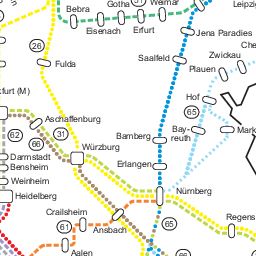 Gotha
Weimar
Leipzig
Bebra
Eisenach
Erfurt
Jena Paradies
26
Saalfeld
Zwickau
Fulda
Plauen
furt (M)
Hof
65
Aschaffenburg
62
31
Bamberg
Bay-
reuth
Mark
66
Würzburg
Darmstadt
Bensheim
Erlangen
Weinheim
Heidelberg
Nürnberg
Crailsheim
61
65
Regens
Ansbach
Aalen
66